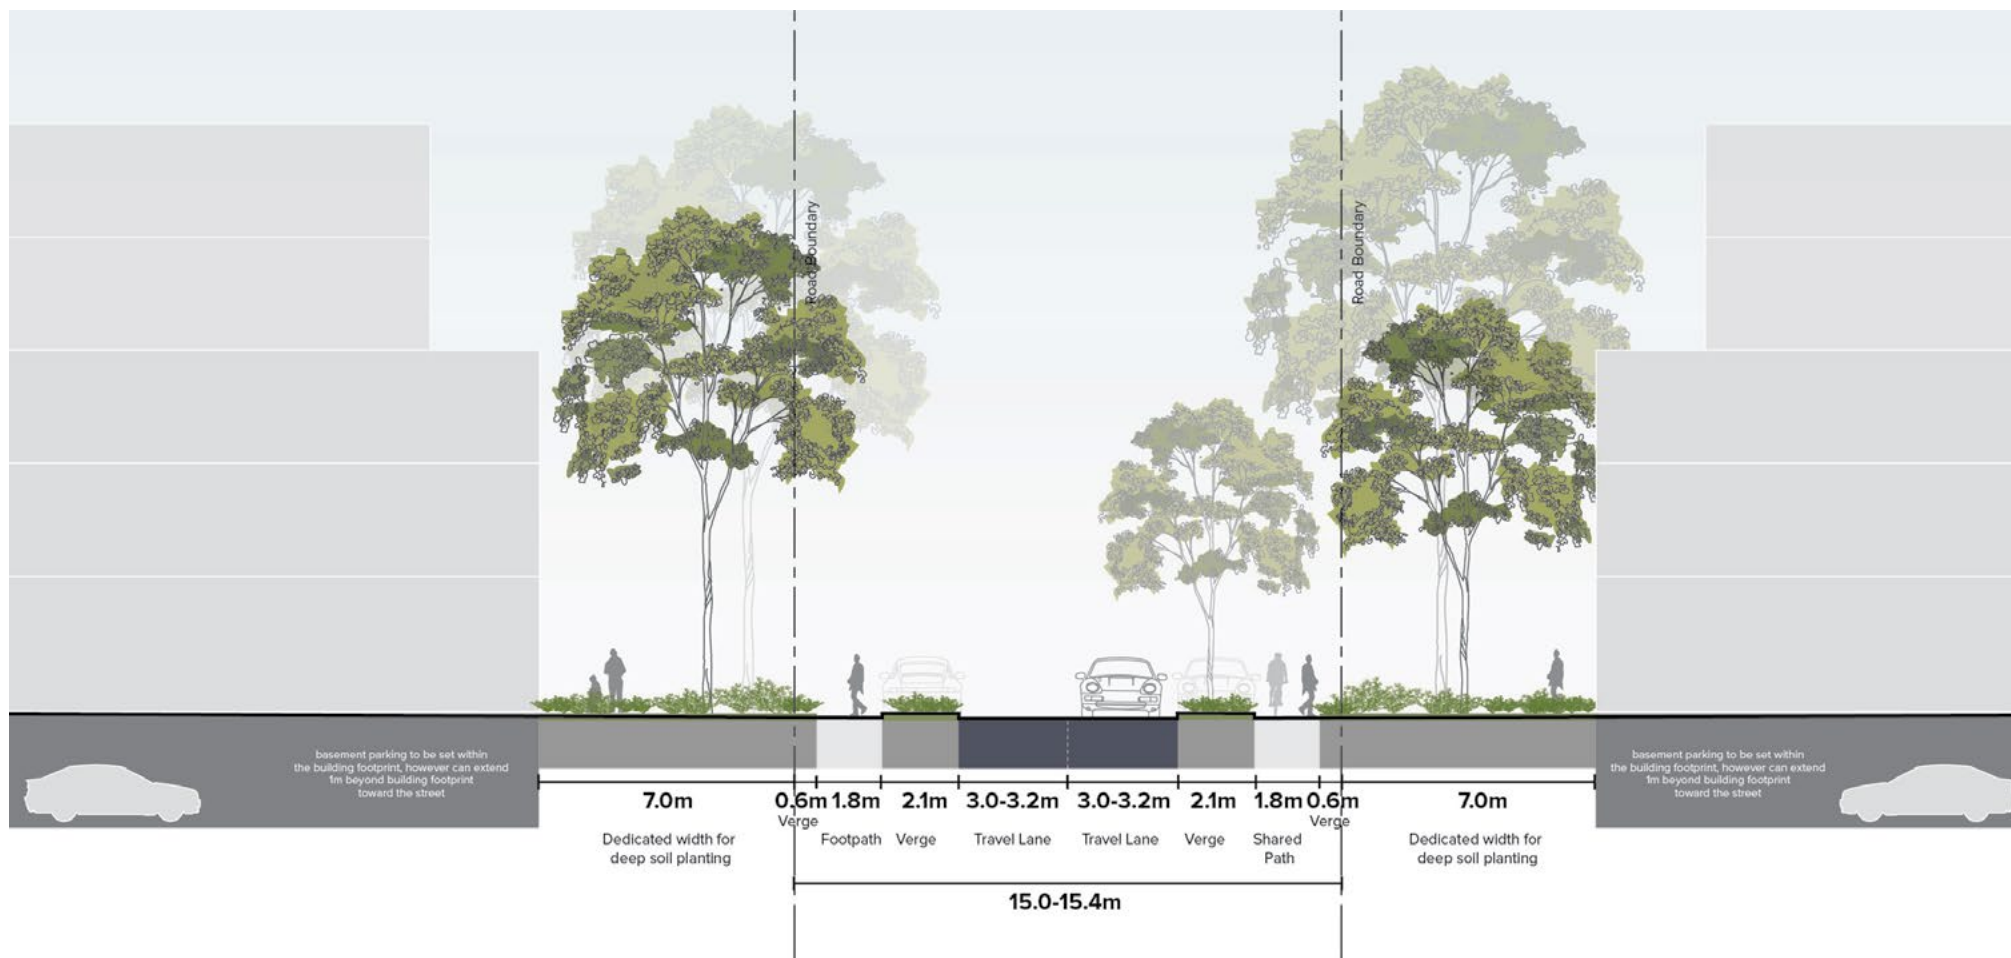 Road Boundary
Road Boundary
basement parking to be set within
the building footprint, however can extend
1m beyond building footprint
toward the street
basement parking to be set within
the building footprint, however can extend
1m beyond building footprint
toward the street
7.0m
0.6m
1.8m
2.1m
3.0-3.2m
3.0-3.2m
2.1m
1.8m
0.6m
7.0m
Verge
Verge
Dedicated width for
deep soil planting
Footpath
Verge
Travel Lane
Travel Lane
Verge
Shared
Path
Dedicated width for
deep soil planting
15.0-15.4m